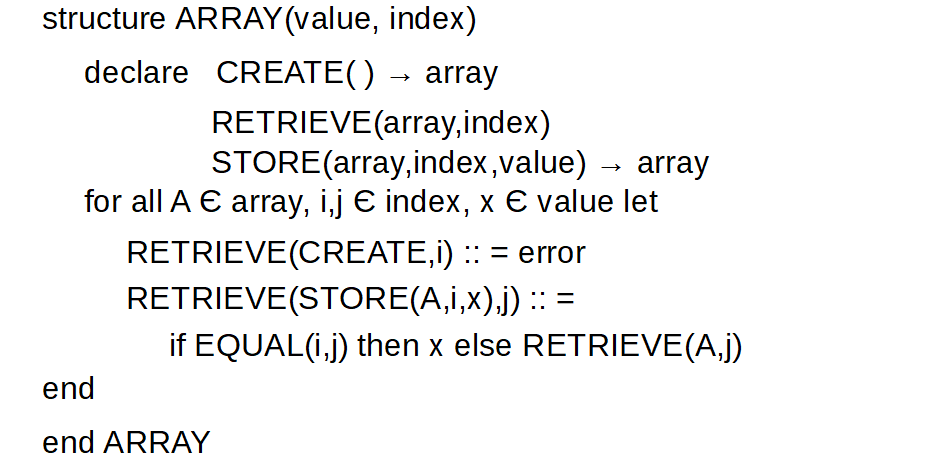 structure ARRAY(value, index)
declare CREATE( ) → array
RETRIEVE(array,index)
STORE(array,index,value) → array
for all A Є array, i,j Є index, x Є value let
RETRIEVE(CREATE,i) :: = error
RETRIEVE(STORE(A,i,x),j) :: =
if EQUAL(i,j) then x else RETRIEVE(A,j)
end
end ARRAY